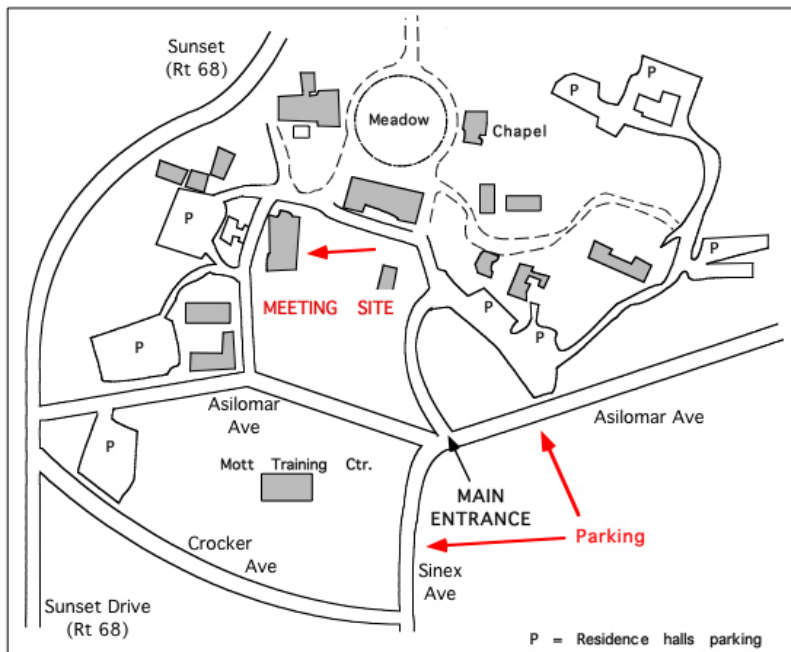 Sunset
(Rt 68)
P
P
Meadow
Chapel
P
P
MEETING SITE
P
P
P
Asilomar
Ave
Asilomar Ave
P
Mott Training Ctr.
MAIN
ENTRANCE
Parking
Crocker
Ave
Sinex
Ave
Sunset Drive
(Rt 68)
P = Residence halls parking